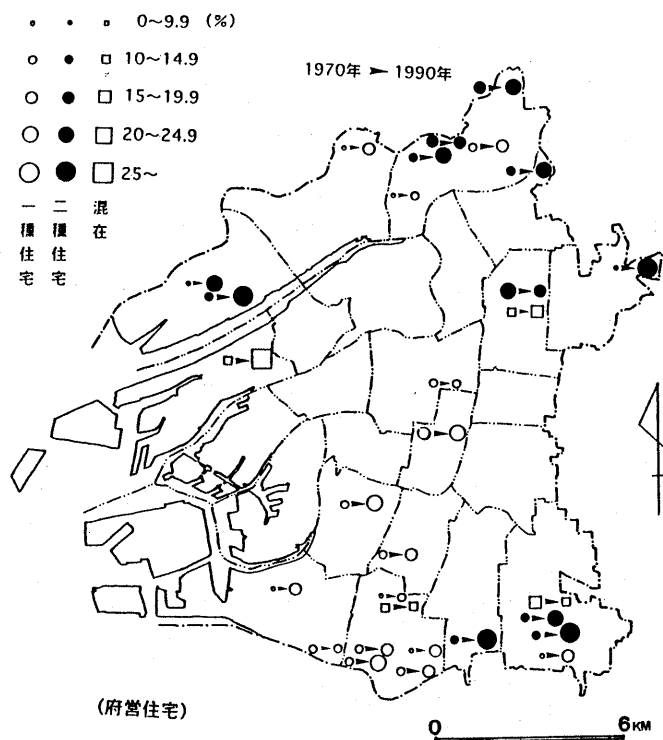 0～9.9 (%)
10～14.9
15～19.9
20～24.9
25～
一種住宅
二種住宅
混在
1970年 ➤ 1990年
(府営住宅)
0 6KM